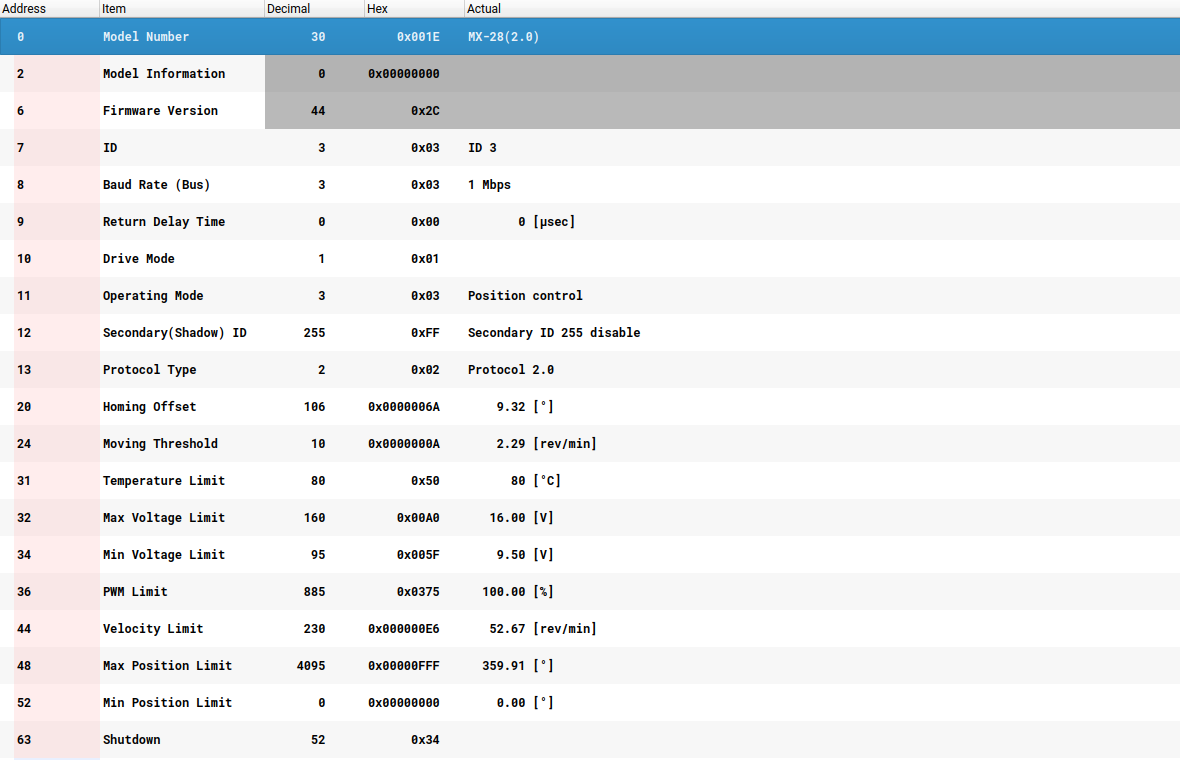 Address Item Decimal Hex Actual
0 Model Number 30 0x001E MX-28(2.0)
2 Model Information 0 0x00000000
6 Firmware Version 44 0x2C
7 ID 3 0x03 ID 3
8 Baud Rate (Bus) 3 0x03 1 Mbps
9 Return Delay Time 0 0x00 0 [μsec]
10 Drive Mode 1 0x01
11 Operating Mode 3 0x03 Position control
12 Secondary(Shadow) ID 255 0xFF Secondary ID 255 disable
13 Protocol Type 2 0x02 Protocol 2.0
20 Homing Offset 106 0x0000006A 9.32 [°]
24 Moving Threshold 10 0x0000000A 2.29 [rev/min]
31 Temperature Limit 80 0x50 80 [°C]
32 Max Voltage Limit 160 0x00A0 16.00 [V]
34 Min Voltage Limit 95 0x005F 9.50 [V]
36 PWM Limit 885 0x0375 100.00 [%]
44 Velocity Limit 230 0x000000E6 52.67 [rev/min]
48 Max Position Limit 4095 0x00000FFF 359.91 [°]
52 Min Position Limit 0 0x00000000 0.00 [°]
63 Shutdown 52 0x34